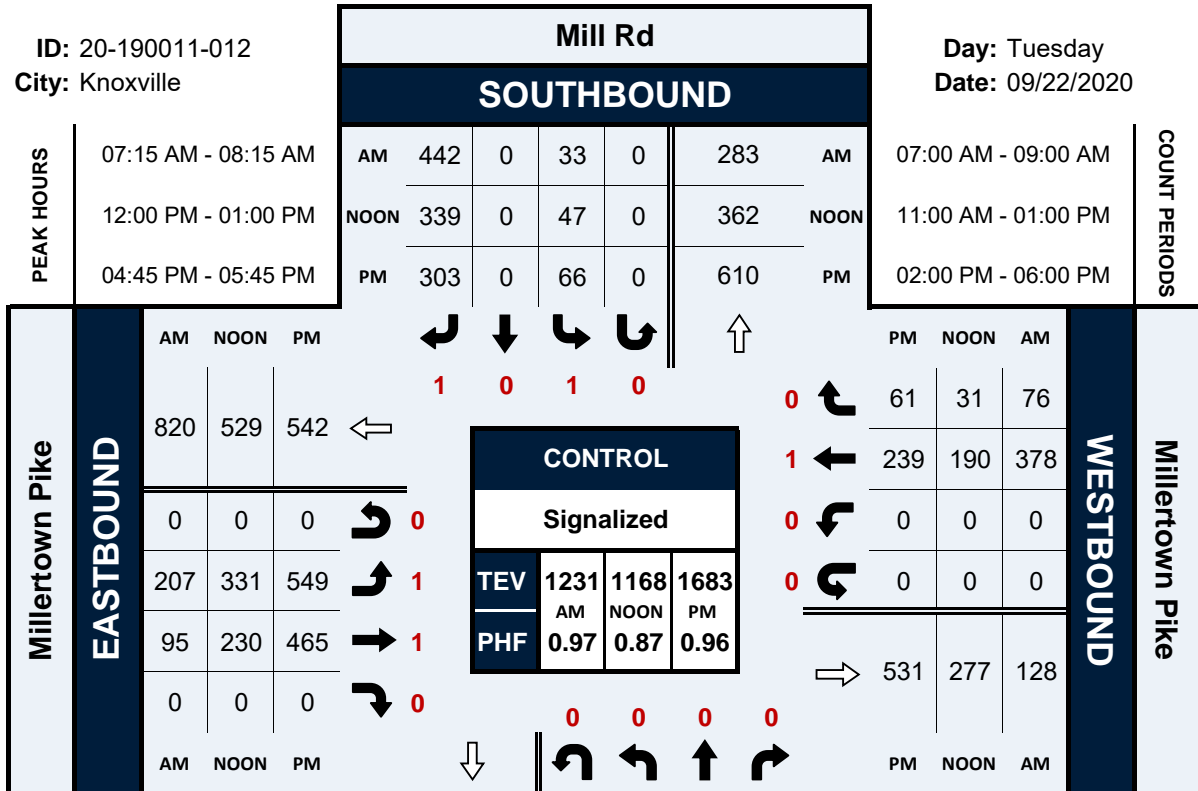 Mill Rd
ID: 20-190011-012
City: Knoxville
Day: Tuesday
Date: 09/22/2020
SOUTHBOUND
PEAK HOURS
07:15 AM - 08:15 AM
12:00 PM - 01:00 PM
04:45 PM - 05:45 PM
AM 442 0 33 0 283 AM
NOON 339 0 47 0 362 NOON
PM 303 0 66 0 610 PM
07:00 AM - 09:00 AM
11:00 AM - 01:00 PM
02:00 PM - 06:00 PM
COUNT PERIODS
1 0 1 0
Millertown Pike
EASTBOUND
AM NOON PM
820 529 542
0 0 0 0
207 331 549 1
95 230 465 1
0 0 0 0
AM NOON PM
CONTROL
Signalized
TEV 1231 1168 1683
AM NOON PM
PHF 0.97 0.87 0.96
PM NOON AM
0 61 31 76
1 239 190 378
0 0 0 0
0 0 0 0
531 277 128
PM NOON AM
WESTBOUND
Millertown Pike
0 0 0 0